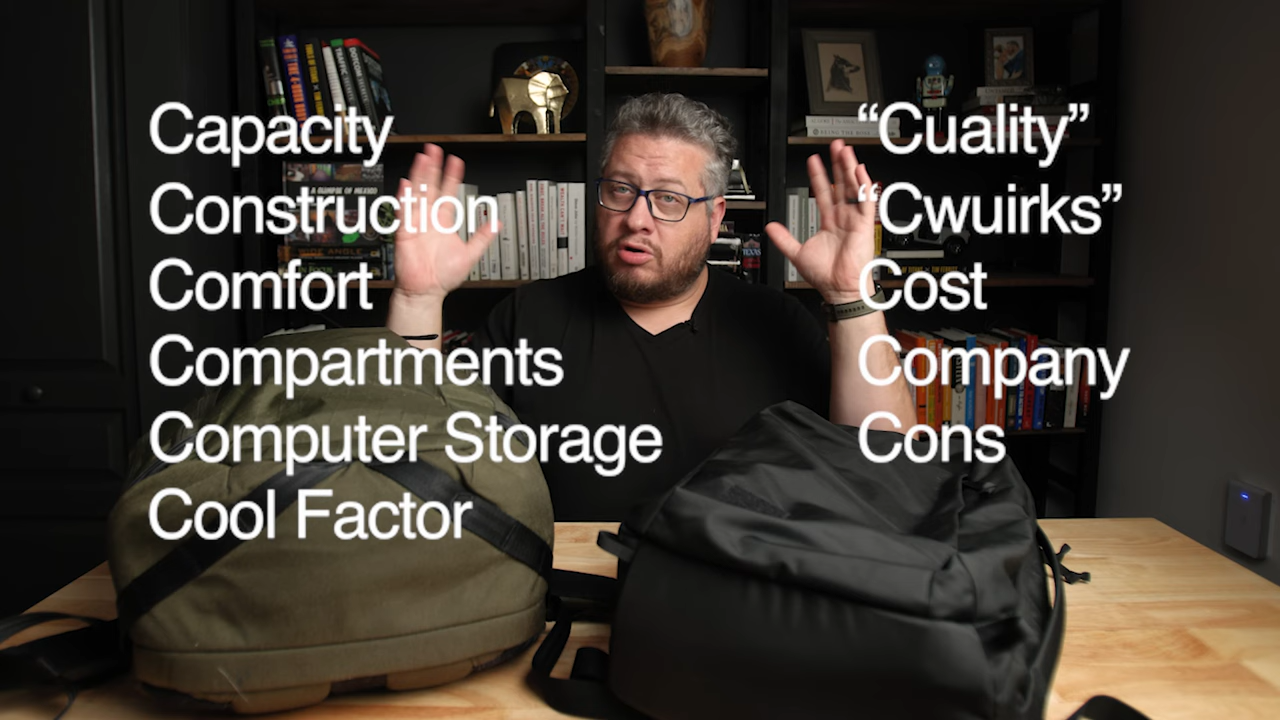 Capacity
Construction
Comfort
Compartments
Computer Storage
Cool Factor
“Cuality”
“Cwuirks”
Cost
Company
Cons